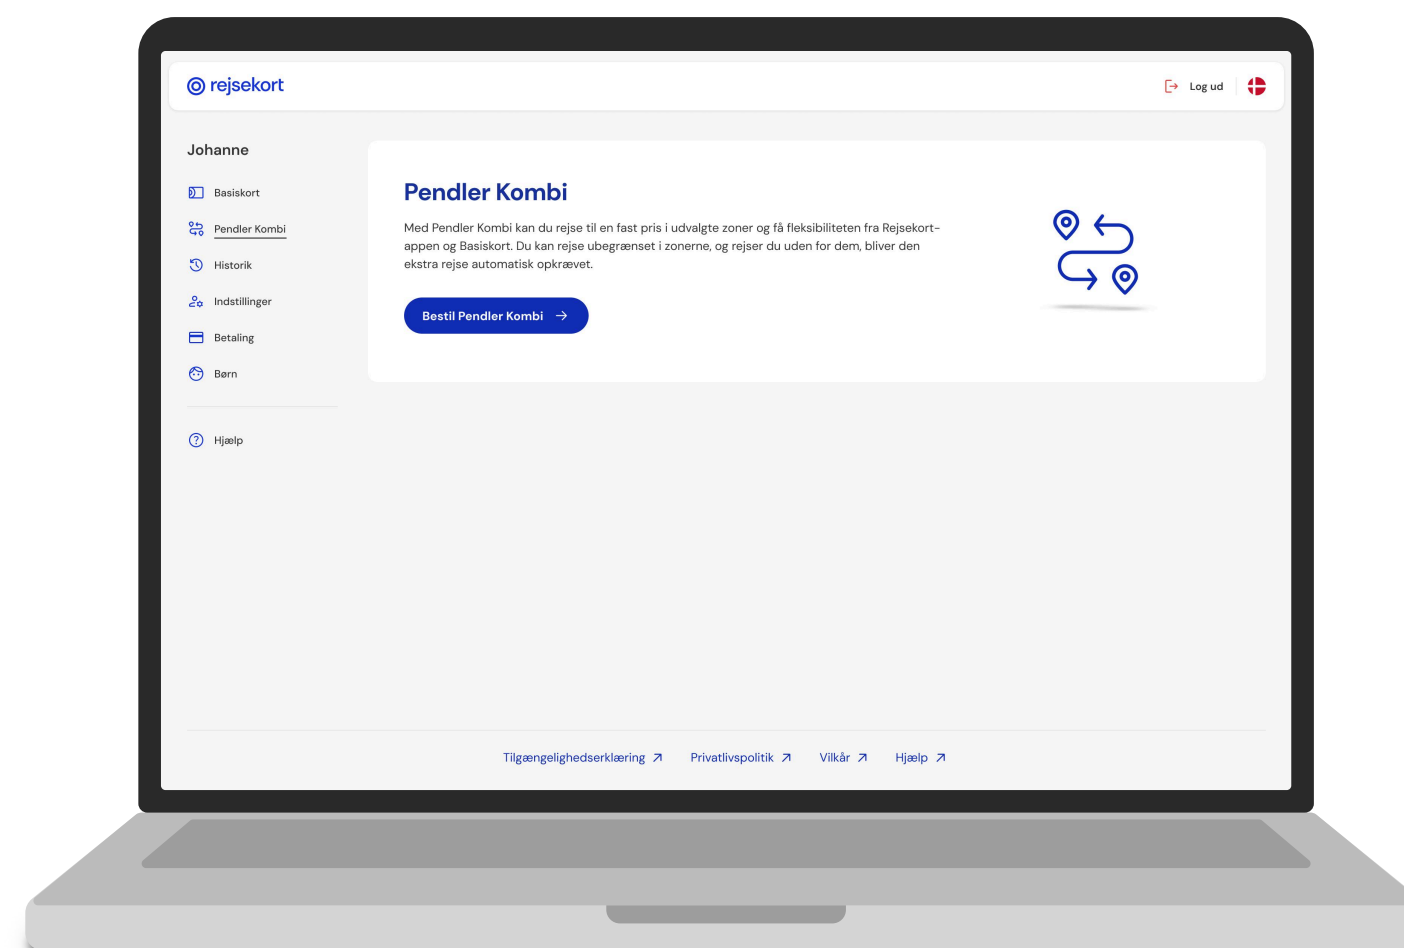 rejsekort
Log ud
Johanne
Basiskort
Pendler Kombi
Historik
Indstillinger
Betaling
Børn
Hjælp
Pendler Kombi
Med Pendler Kombi kan du rejse til en fast pris i udvalgte zoner og få fleksibiliteten fra Rejsekort-
appen og Basiskort. Du kan rejse ubegrænset i zonerne, og rejser du uden for dem, bliver den
ekstra rejse automatisk opkrævet.
Bestil Pendler Kombi
Tilgængelighedserklæring
Privatlivspolitik
Vilkår
Hjælp